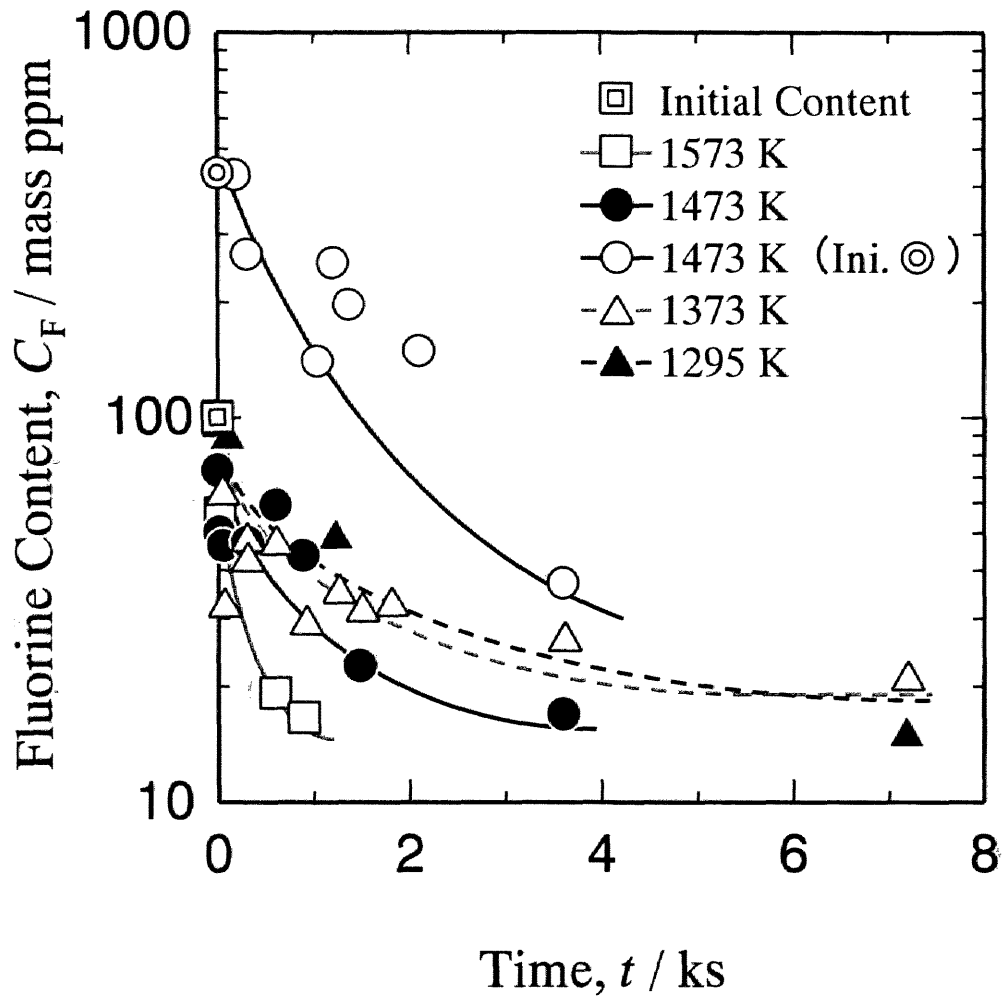 Fluorine Content, C_F / mass ppm
1000
100
10
Initial Content
1573 K
1473 K
1473 K (Ini. ◎)
1373 K
1295 K
0 2 4 6 8
Time, t / ks